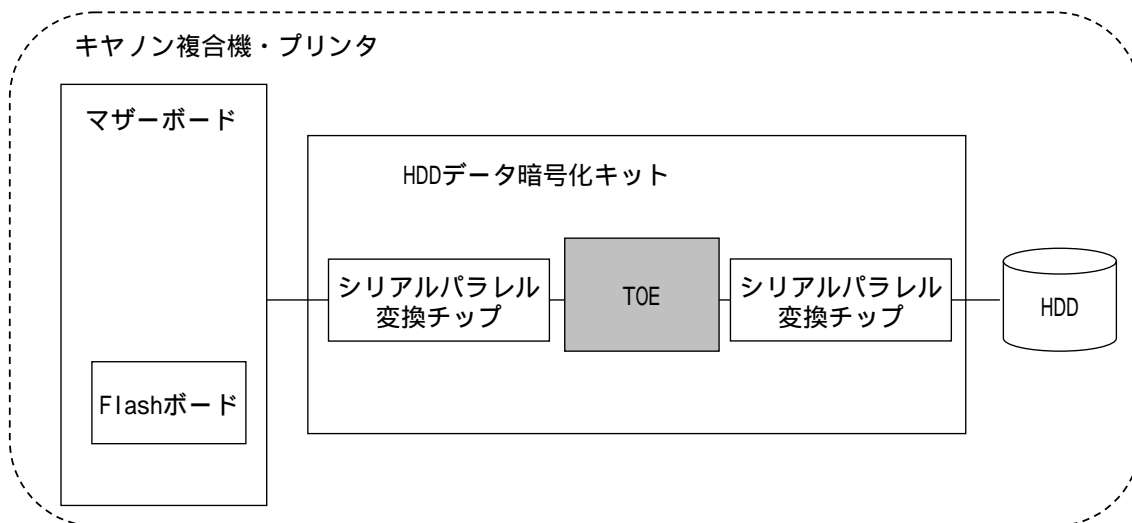 キヤノン複合機・プリンタ
マザーボード
HDDデータ暗号化キット
シリアルパラレル
変換チップ
TOE
シリアルパラレル
変換チップ
HDD
Flashボード